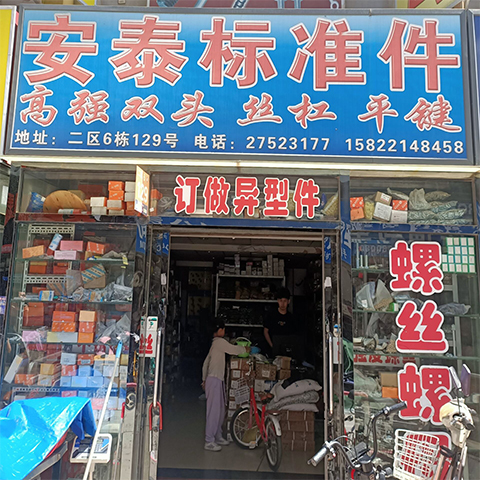 安泰标准件
高强双头 丝杠 平键
地址：二区6栋129号 电话：27523177 15822148458
订做异型件
螺丝螺